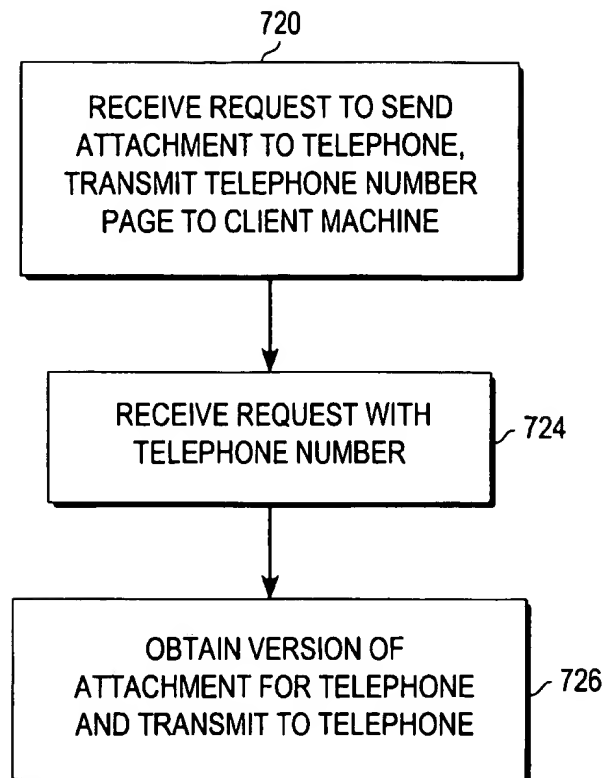 720
RECEIVE REQUEST TO SEND
ATTACHMENT TO TELEPHONE,
TRANSMIT TELEPHONE NUMBER
PAGE TO CLIENT MACHINE
RECEIVE REQUEST WITH
TELEPHONE NUMBER
724
OBTAIN VERSION OF
ATTACHMENT FOR TELEPHONE
AND TRANSMIT TO TELEPHONE
726